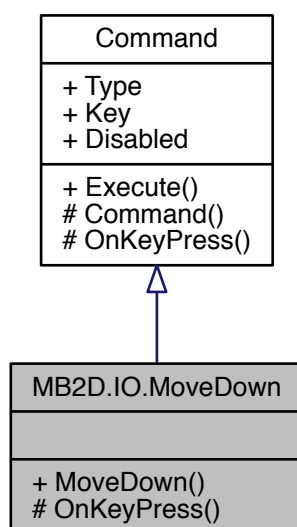 Command
+ Type
+ Key
+ Disabled
+ Execute()
# Command()
# OnKeyPress()
MB2D.IO.MoveDown
+ MoveDown()
# OnKeyPress()